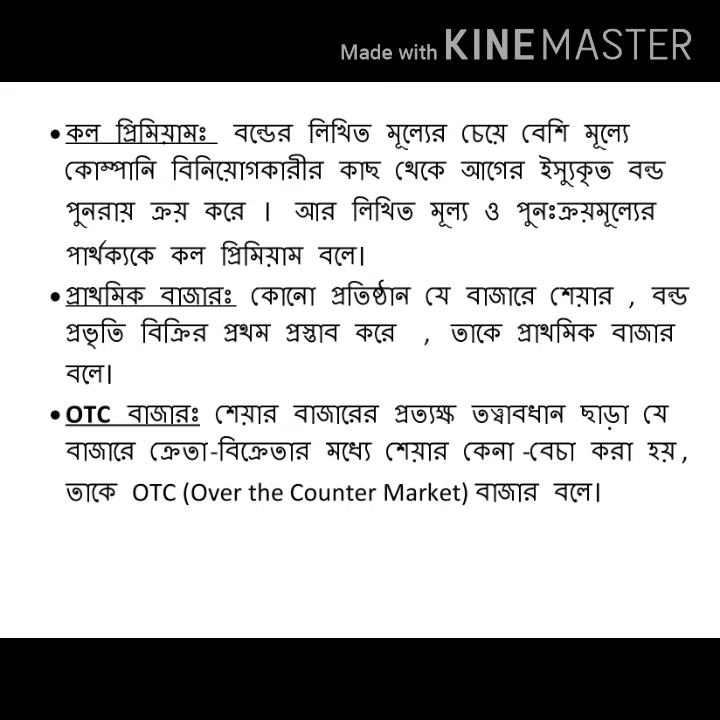 Made with KINEMASTER
• কল প্রিমিয়ামঃ বন্ডের লিখিত মূল্যের চেয়ে বেশি মূল্যে
কোম্পানি বিনিয়োগকারীর কাছ থেকে আগের ইস্যুকৃত বন্ড
পুনরায় ক্রয় করে । আর লিখিত মূল্য ও পুনঃক্রয়মূল্যের
পার্থক্যকে কল প্রিমিয়াম বলে।
• প্রাথমিক বাজারঃ কোনো প্রতিষ্ঠান যে বাজারে শেয়ার , বন্ড
প্রভৃতি বিক্রির প্রথম প্রস্তাব করে , তাকে প্রাথমিক বাজার
বলে।
• OTC বাজারঃ শেয়ার বাজারের প্রত্যক্ষ তত্বাবধান ছাড়া যে
বাজারে ক্রেতা-বিক্রেতার মধ্যে শেয়ার কেনা -বেচা করা হয়,
তাকে OTC (Over the Counter Market) বাজার বলে।